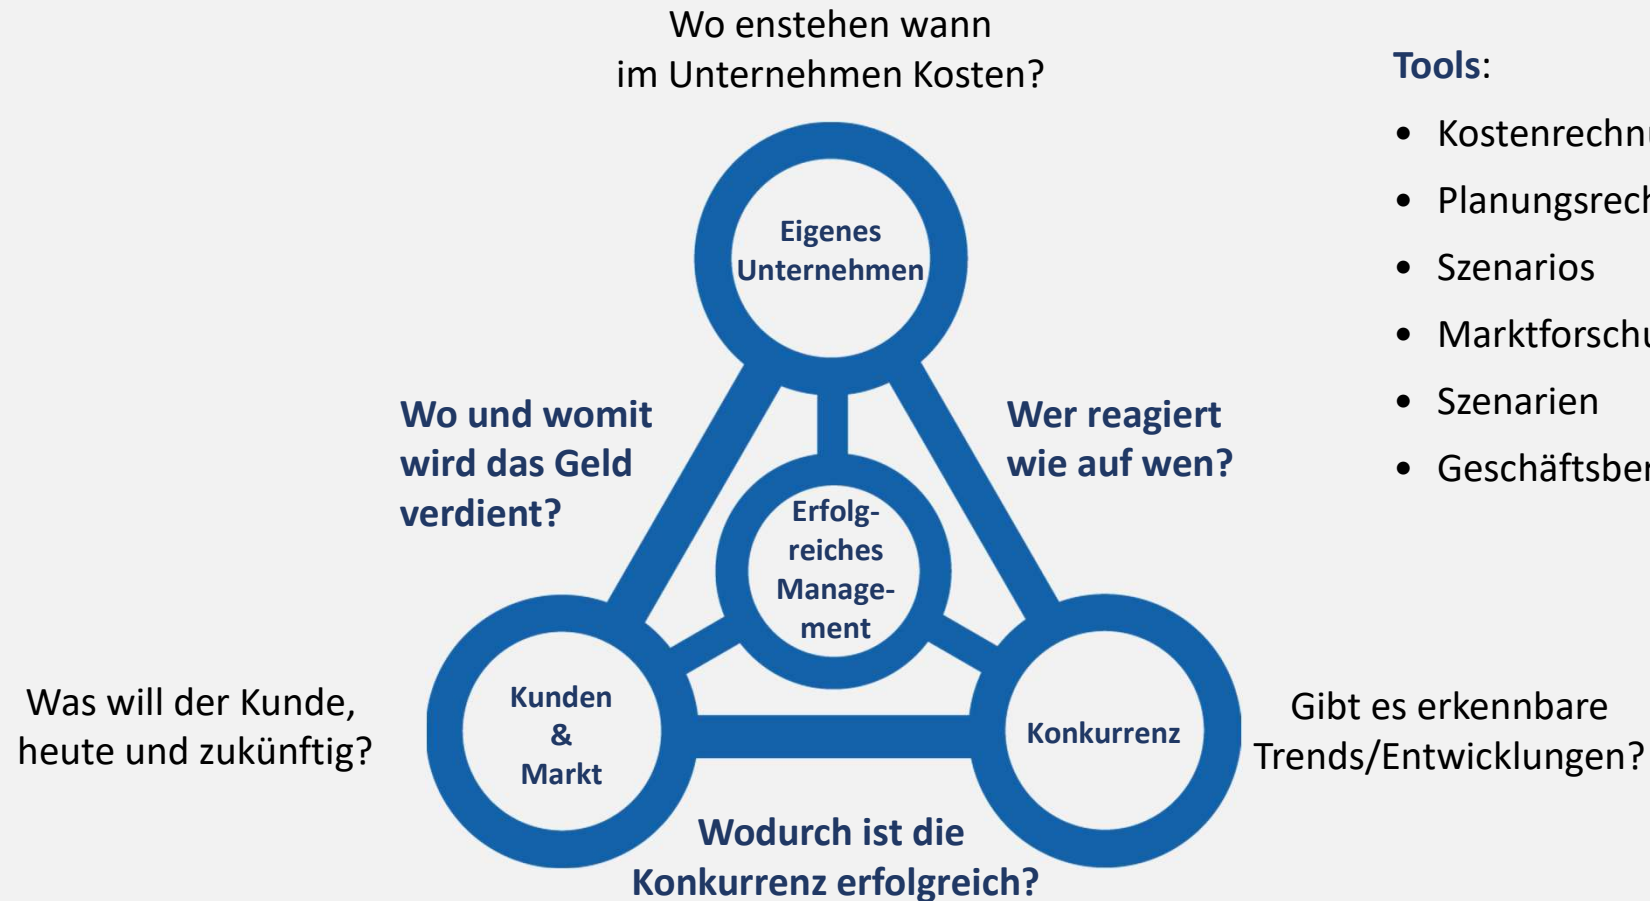 Wo enstehen wann
im Unternehmen Kosten?
Tools:
• 
• 
• Szenarios
• 
• Szenarien
• 
Eigenes
Unternehmen
Wo und womit
wird das Geld
verdient?
Wer reagiert
wie auf wen?
Erfolg-
reiches
Manage-
ment
Was will der Kunde,
heute und zukünftig?
Kunden
&
Markt
Konkurrenz
Gibt es erkennbare
Trends/Entwicklungen?
Wodurch ist die
Konkurrenz erfolgreich?